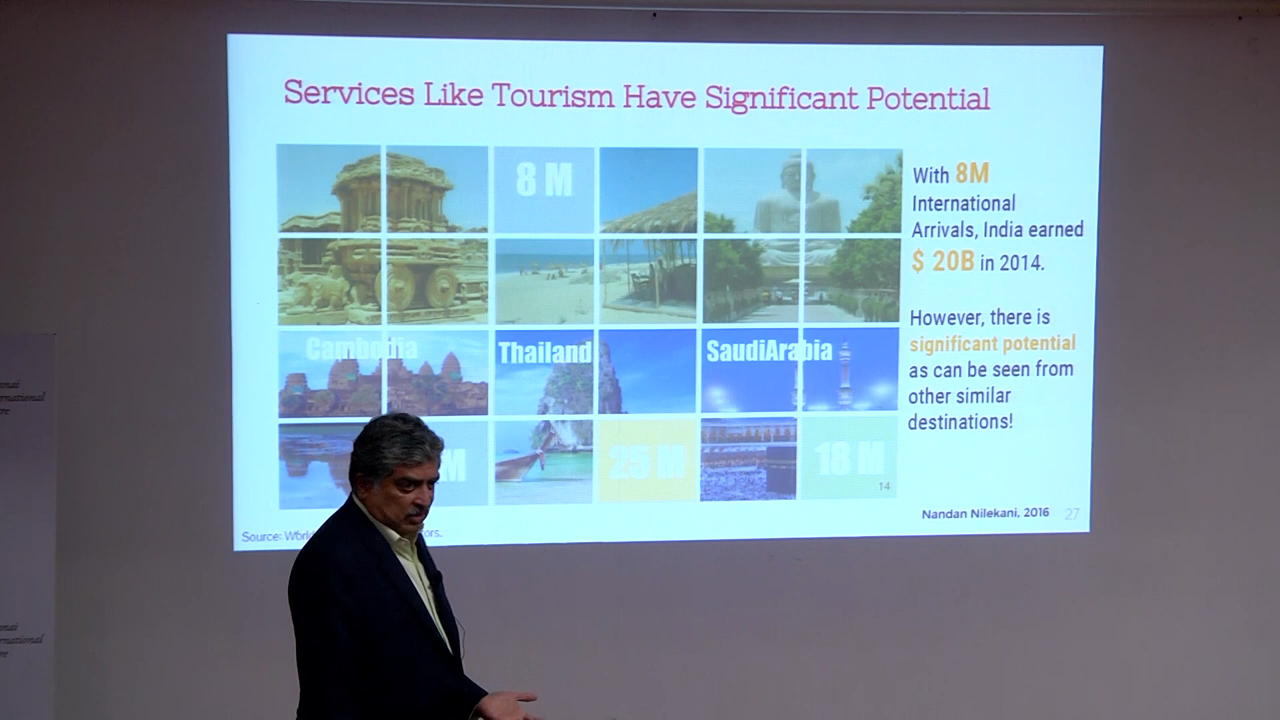 Services Like Tourism Have Significant Potential
8 M
With 8M
International
Arrivals, India earned
$ 20B in 2014.
However, there is
significant potential
as can be seen from
other similar
destinations!
Cambodia
Thailand
SaudiArabia
M
25 M
18 M
14
Nandan Nilekani, 2016
27
Source: